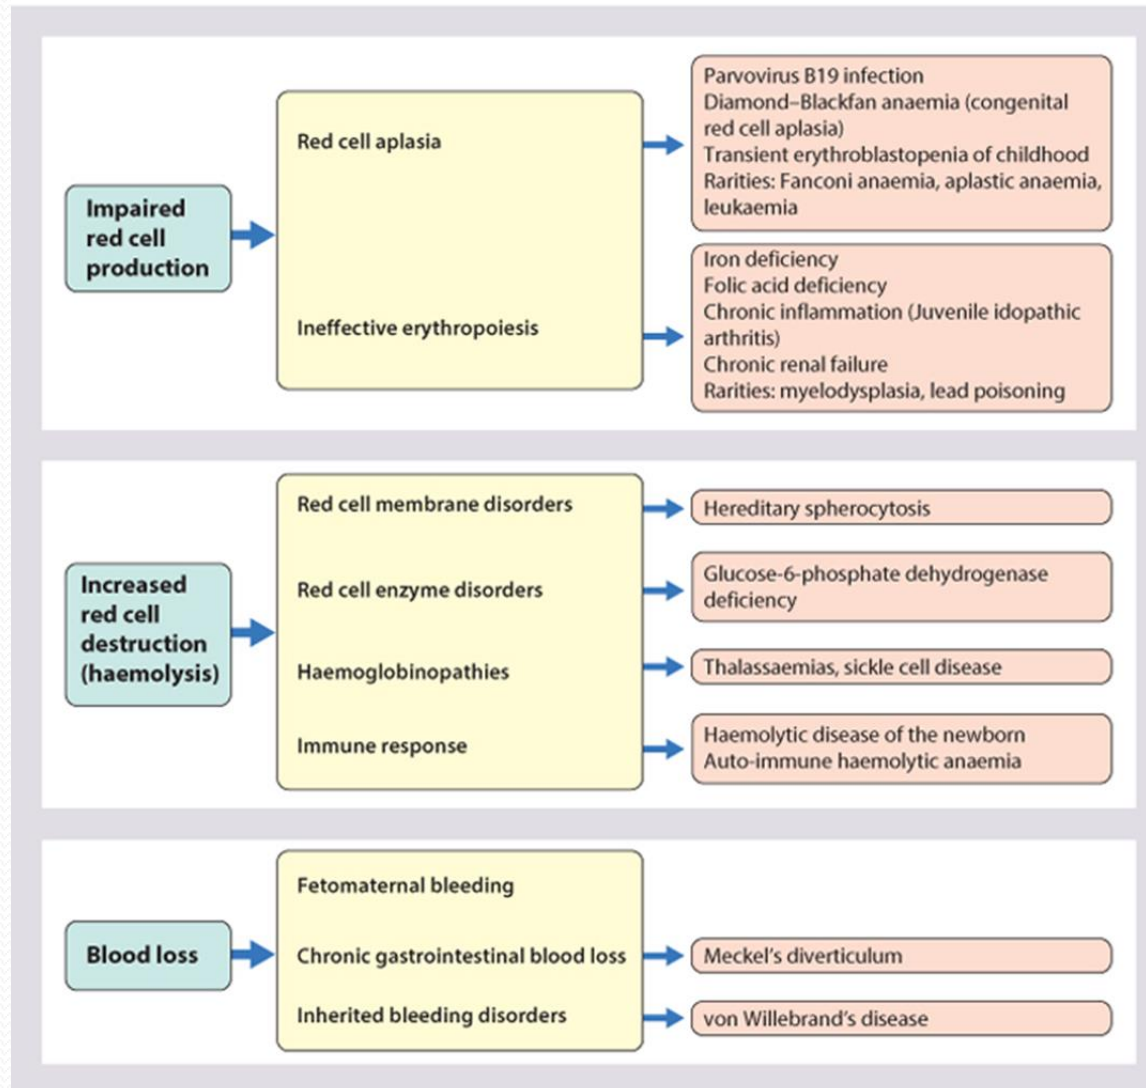 Impaired
red cell
production
Red cell aplasia
Parvovirus B19 infection
Diamond–Blackfan anaemia (congenital
red cell aplasia)
Transient erythroblastopenia of childhood
Rarities: Fanconi anaemia, aplastic anaemia,
leukaemia
Ineffective erythropoiesis
Iron deficiency
Folic acid deficiency
Chronic inflammation (Juvenile idopathic
arthritis)
Chronic renal failure
Rarities: myelodysplasia, lead poisoning
Increased
red cell
destruction
(haemolysis)
Red cell membrane disorders
Hereditary spherocytosis
Red cell enzyme disorders
Glucose-6-phosphate dehydrogenase
deficiency
Haemoglobinopathies
Thalassaemias, sickle cell disease
Immune response
Haemolytic disease of the newborn
Auto-immune haemolytic anaemia
Blood loss
Fetomaternal bleeding
Chronic gastrointestinal blood loss
Meckel's diverticulum
Inherited bleeding disorders
von Willebrand's disease